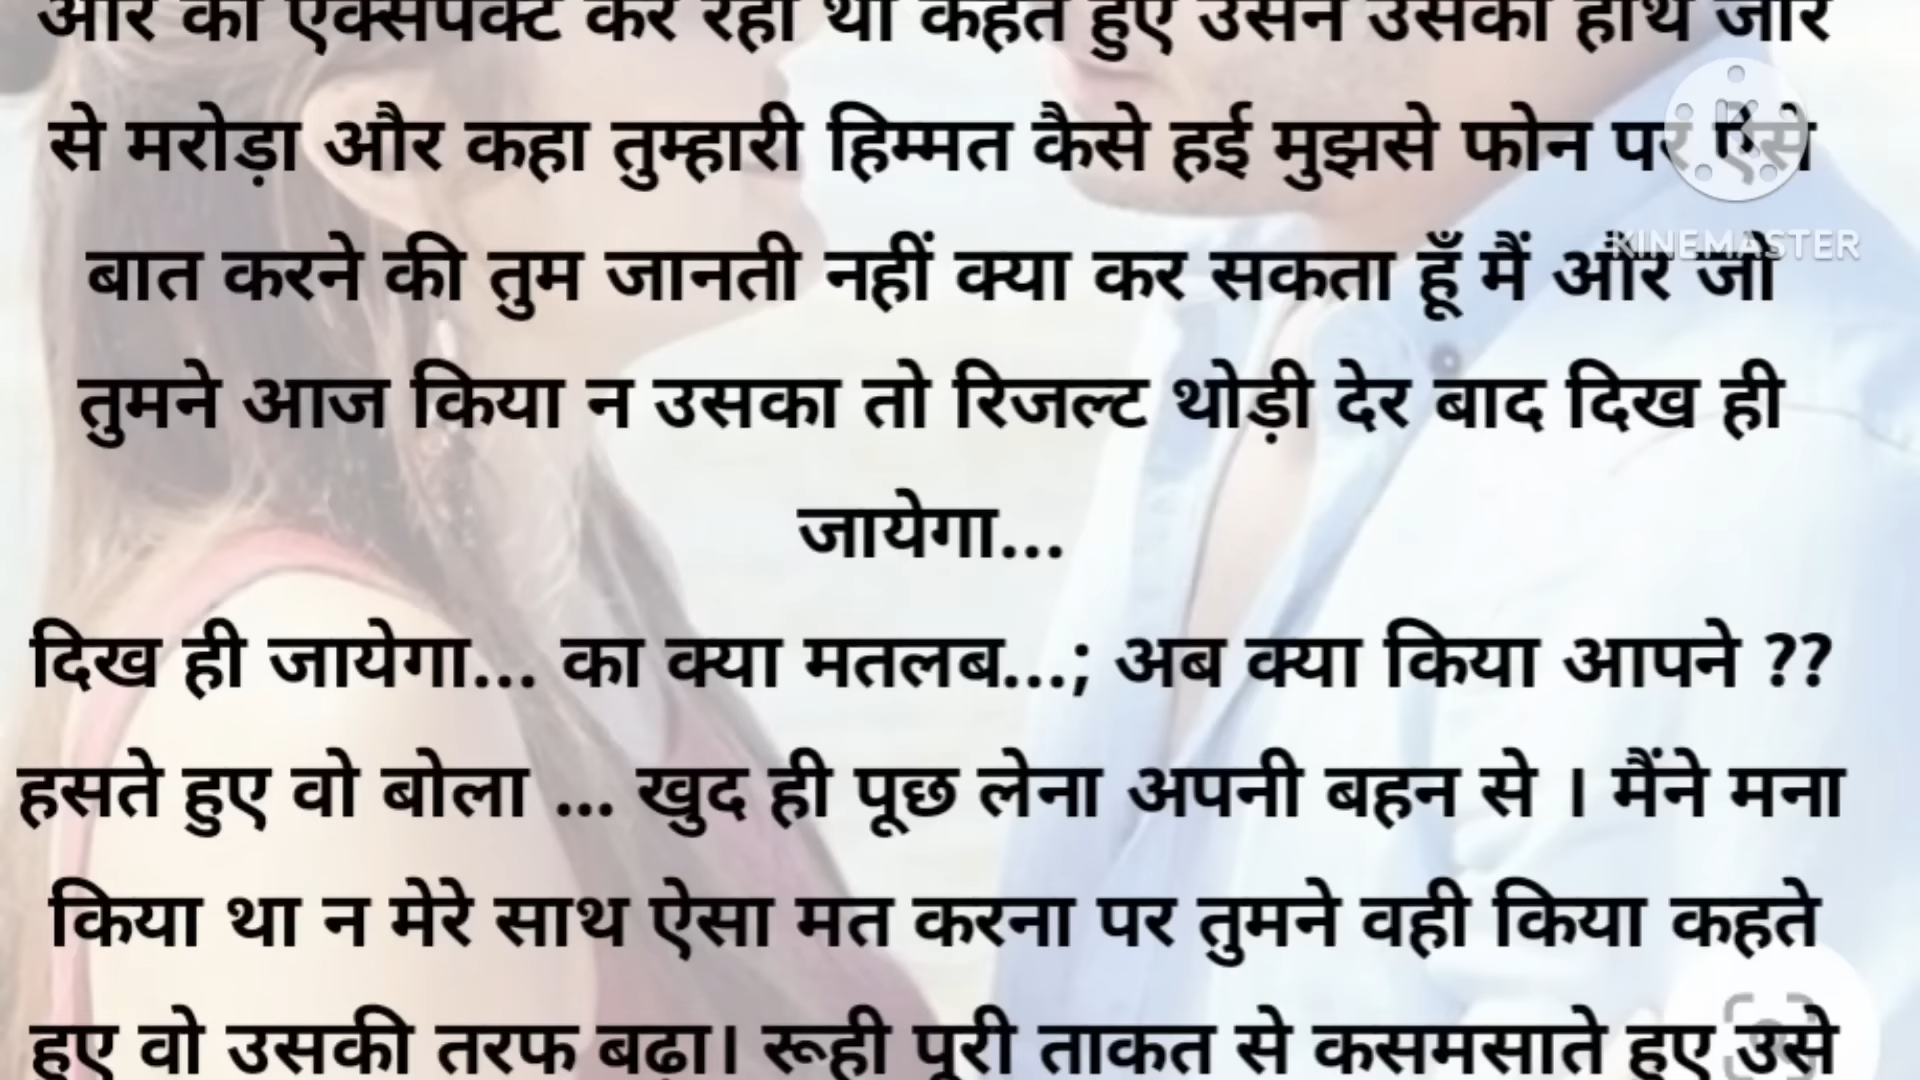 और को एक्सपेक्ट कर रही थी कहते हुए उसने उसका हाथ जोर
से मरोड़ा और कहा तुम्हारी हिम्मत कैसे हई मुझसे फोन पर ऐसे
KINEMASTER
बात करने की तुम जानती नहीं क्या कर सकता हूँ मैं और जो
तुमने आज किया न उसका तो रिजल्ट थोड़ी देर बाद दिख ही
जायेगा...
दिख ही जायेगा... का क्या मतलब...; अब क्या किया आपने ??
हसते हुए वो बोला ... खुद ही पूछ लेना अपनी बहन से । मैंने मना
किया था न मेरे साथ ऐसा मत करना पर तुमने वही किया कहते
हुए वो उसकी तरफ बढ़ा। रूही पूरी ताकत से कसमसाते हुए उसे